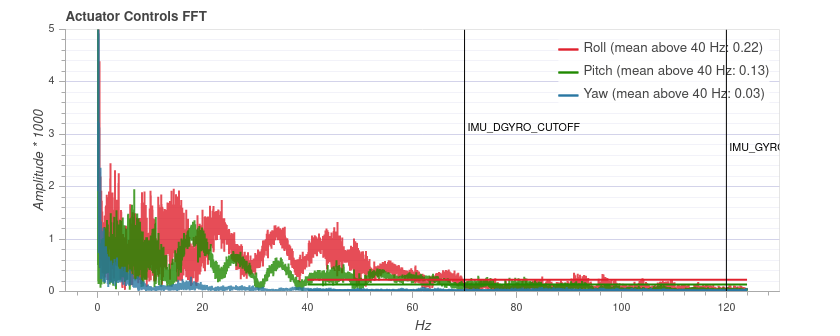 Actuator Controls FFT
5
4
3
2
1
0
Amplitude * 1000
Roll (mean above 40 Hz: 0.22)
Pitch (mean above 40 Hz: 0.13)
Yaw (mean above 40 Hz: 0.03)
IMU_DGYRO_CUTOFF
IMU_GYRO
0 20 40 60 80 100 120
Hz